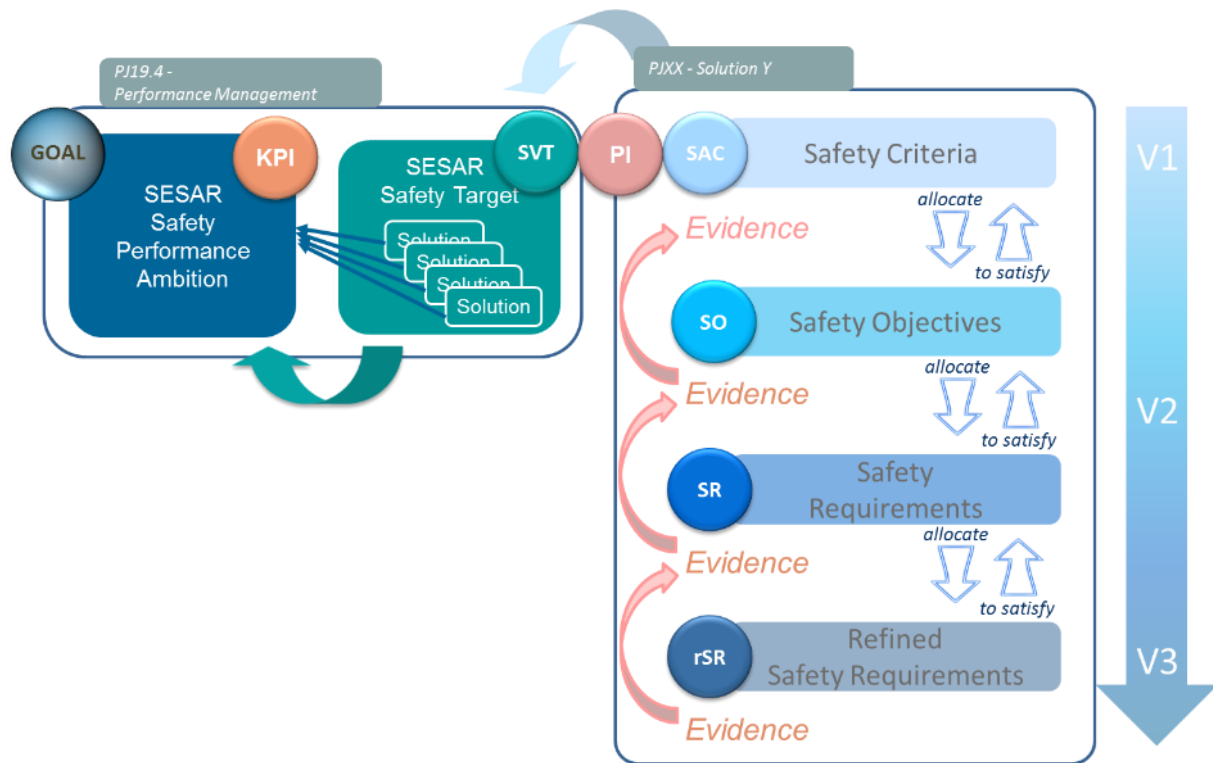 PJ19.4 -
Performance Management
PJXX - Solution Y
GOAL
KPI
SESAR
Safety
Performance
Ambition
SVT
SESAR
Safety Target
Solution
Solution
Solution
Solution
PI
SAC
Safety Criteria
allocate
to satisfy
Evidence
SO
Safety Objectives
allocate
to satisfy
Evidence
SR
Safety
Requirements
allocate
to satisfy
Evidence
rSR
Refined
Safety Requirements
Evidence
V1
V2
V3